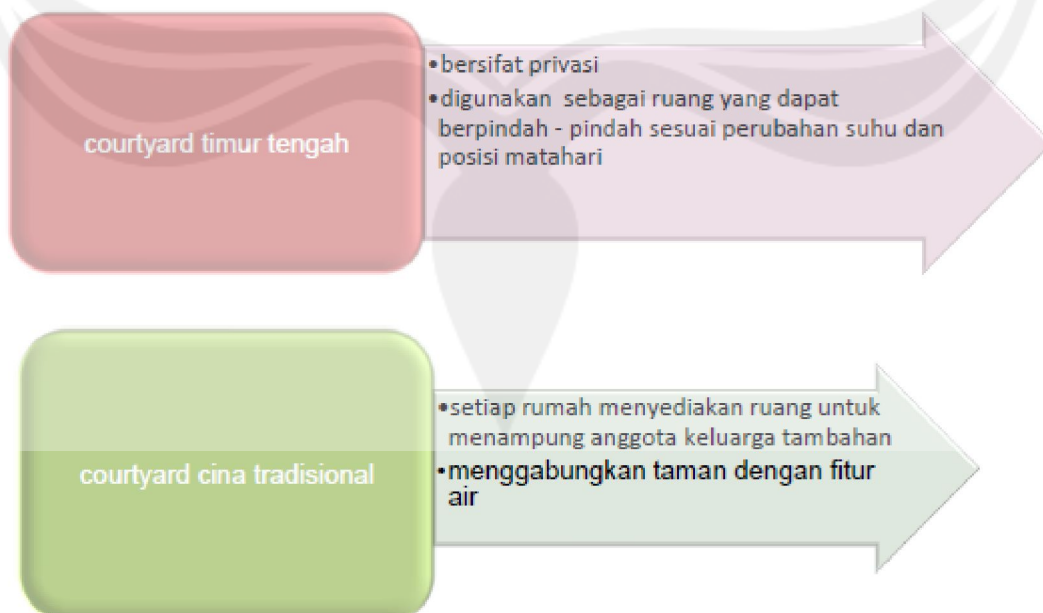 courtyard timur tengah
•bersifat privasi
•digunakan sebagai ruang yang dapat
berpindah - pindah sesuai perubahan suhu dan
posisi matahari
courtyard cina tradisional
•setiap rumah menyediakan ruang untuk
menampung anggota keluarga tambahan
•menggabungkan taman dengan fitur
air